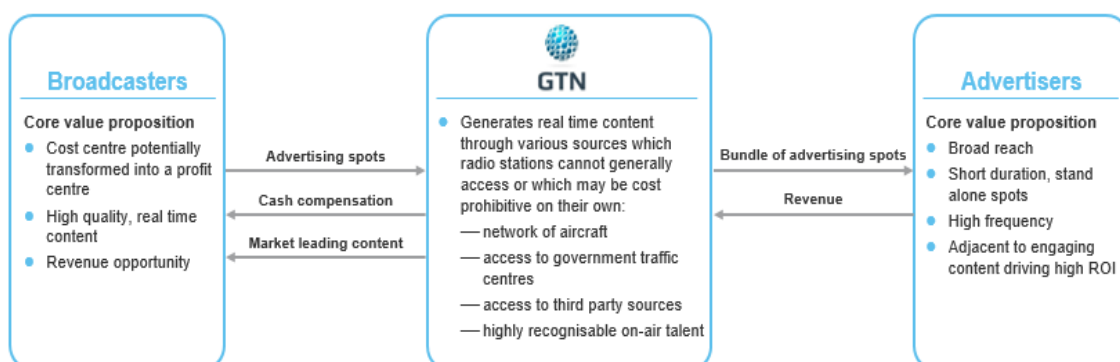 Broadcasters
Core value proposition
Cost centre potentially
transformed into a profit
centre
High quality, real time
content
Revenue opportunity
Advertising spots
Cash compensation
Market leading content
GTN
Generates real time content
through various sources which
radio stations cannot generally
access or which may be cost
prohibitive on their own:
— network of aircraft
— access to government traffic
centres
— access to third party sources
— highly recognisable on-air talent
Bundle of advertising spots
Revenue
Advertisers
Core value proposition
Broad reach
Short duration, stand
alone spots
High frequency
Adjacent to engaging
content driving high ROI